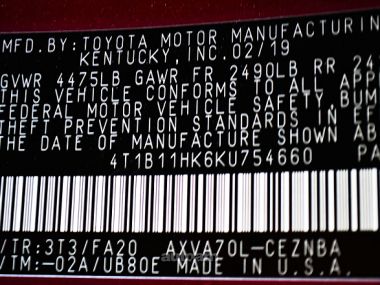 MFD. BY: TOYOTA MOTOR MANUFACTURIN
KENTUCKY, INC. 02/19
GVWR 4475LB GAWR FR 2490LB RR 24
THIS VEHICLE CONFORMS TO ALL APP
FEDERAL MOTOR VEHICLE SAFETY, BUM
THEFT PREVENTION STANDARDS IN EF
THE DATE OF MANUFACTURE SHOWN AB
4T1B11HK6KU754660 PA
/TR:3T3/FA20 AXVA70L-CEZNBA
/TM:-02A/UB80E MADE IN U.S.A.